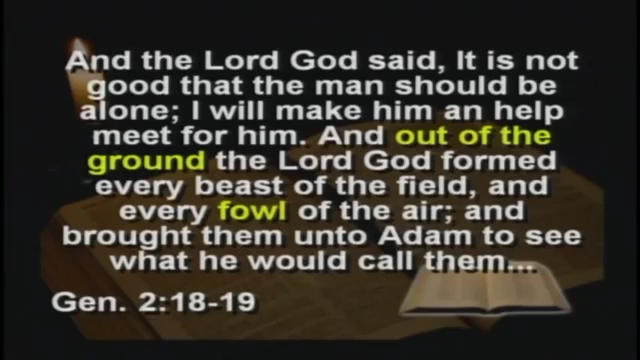 And the Lord God said, It is not
good that the man should be
alone; I will make him an help
meet for him. And out of the
ground the Lord God formed
every beast of the field, and
every fowl of the air; and
brought them unto Adam to see
what he would call them...
Gen. 2:18-19